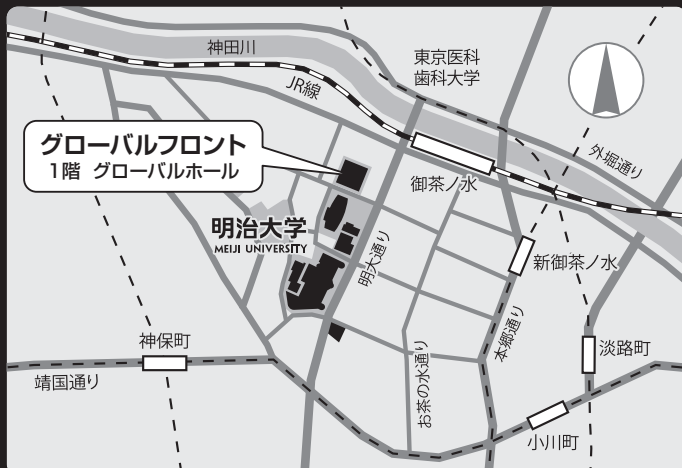 神田川
東京医科
歯科大学
JR線
グローバルフロント
1階 グローバルホール
外堀通り
御茶ノ水
明治大学
MEIJI UNIVERSITY
明大通り
新御茶ノ水
本郷通り
神保町
淡路町
靖国通り
お茶の水通り
小川町